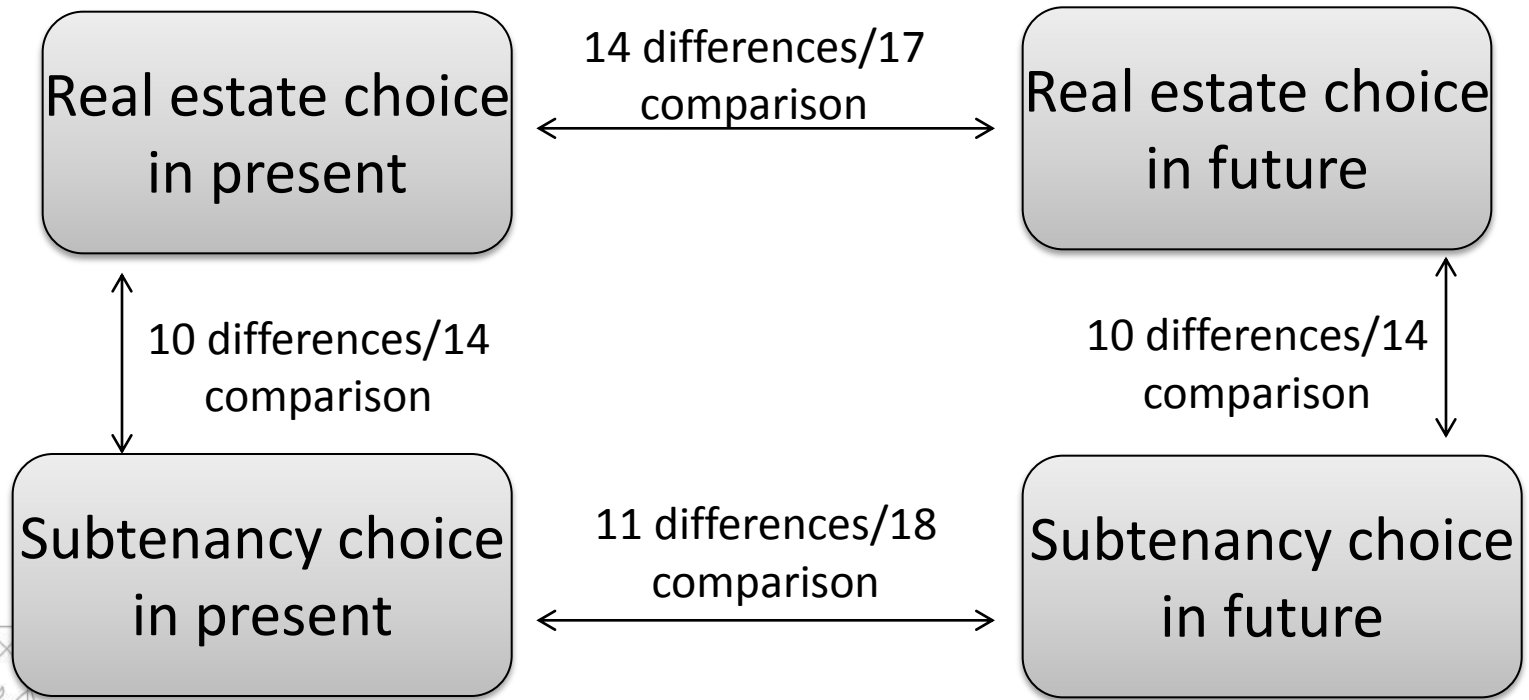 Real estate choice
in present
14 differences/17
comparison
Real estate choice
in future
10 differences/14
comparison
10 differences/14
comparison
Subtenancy choice
in present
11 differences/18
comparison
Subtenancy choice
in future